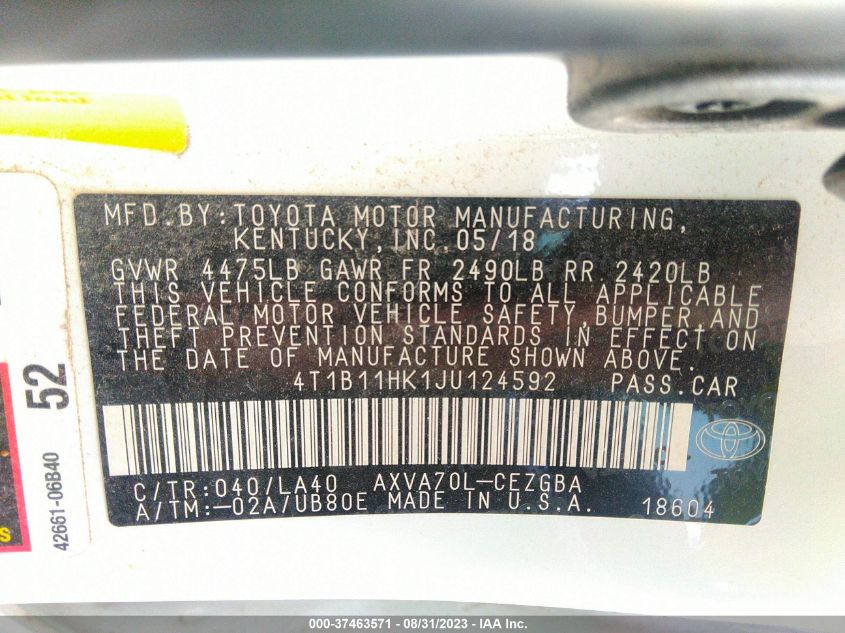 MFD.BY:TOYOTA MOTOR MANUFACTURING,
KENTUCKY,INC.05/18
GVWR 4475LB GAWR FR 2490LB RR 2420LB
THIS VEHICLE CONFORMS TO ALL APPLICABLE
FEDERAL MOTOR VEHICLE SAFETY,BUMPER,AND
THEFT PREVENTION STANDARDS IN EFFECT ON
THE DATE OF MANUFACTURE SHOWN ABOVE.
4T1B11HK1JU124592 PASS.CAR
C/TR:040/LA40 AXVA70L-CEZGBA
A/TM:-02A/UB80E MADE IN U.S.A. 18604
52
42661-06B40
000-37463571 - 08/31/2023 - IAA Inc.